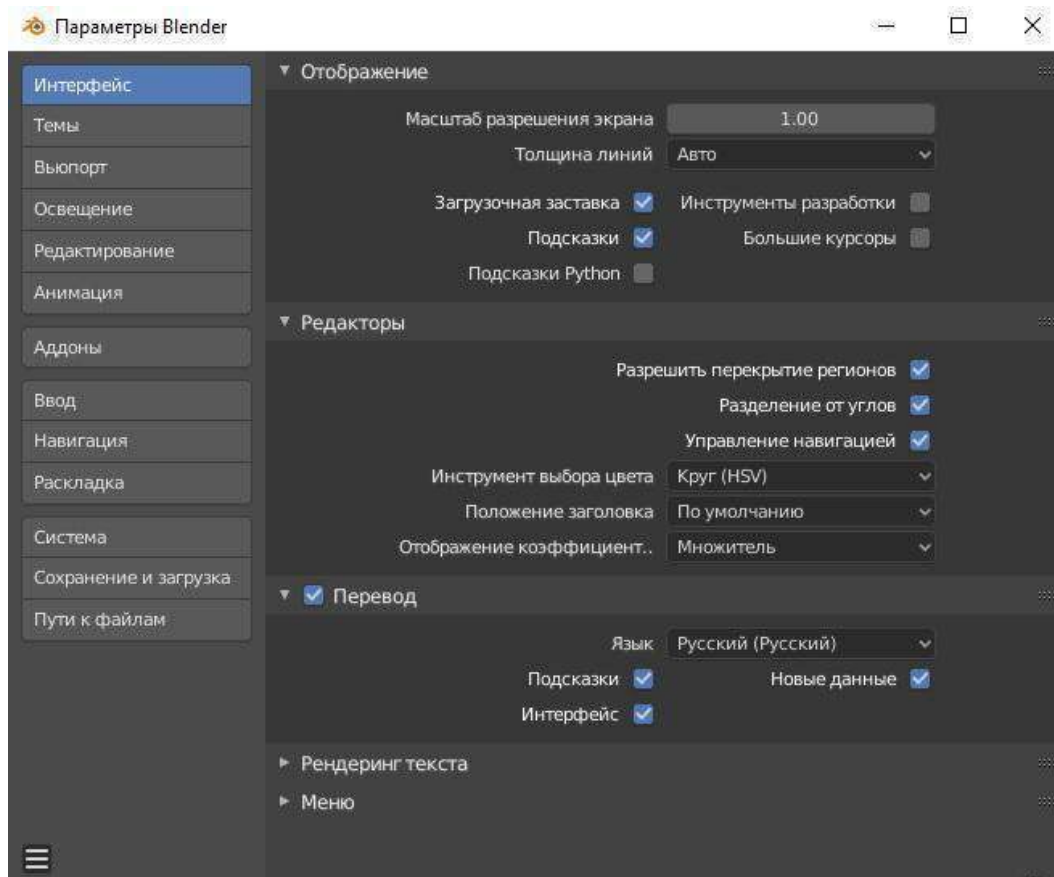 Параметры Blender
Интерфейс
Темы
Вьюпорт
Освещение
Редактирование
Анимация
Аддоны
Ввод
Навигация
Раскладка
Система
Сохранение и загрузка
Пути к файлам
Отображение
Масштаб разрешения экрана 1.00
Толщина линий Авто
Загрузочная заставка Инструменты разработки
Подсказки Большие курсоры
Подсказки Python
Редакторы
Разрешить перекрытие регионов
Разделение от углов
Управление навигацией
Инструмент выбора цвета Круг (HSV)
Положение заголовка По умолчанию
Отображение коэффициент.. Множитель
Перевод
Язык Русский (Русский)
Подсказки Новые данные
Интерфейс
Рендеринг текста
Меню